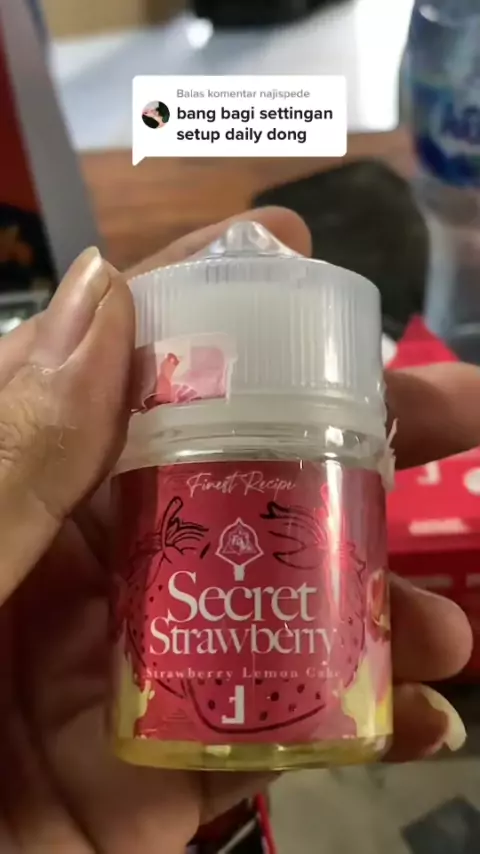 Balas komentar najispede
bang bagi settingan
setup daily dong
Finest Recipe
Secret
Strawberry
Strawberry Lemon Cake